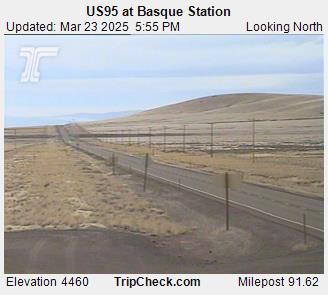 US95 at Basque Station
Updated: Mar 23 2025 5:55 PM Looking North
Elevation 4460 TripCheck.com Milepost 91.62